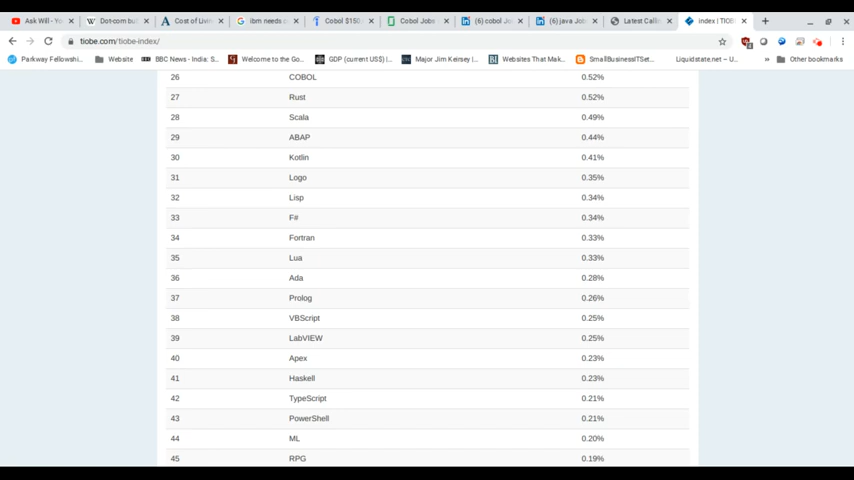 Ask Will - Yo
Dot-com bu
Cost of Livin
ibm needs c
Cobol $150
Cobol Jobs
(6) cobol Jo
(6) java Job
Latest Callin
index | TIOBE
tiobe.com/tiobe-index/
Parkway Fellowshi...
Website
BBC News - India: S...
Welcome to the Go...
GDP (current US$) |...
Major Jim Keirsey |...
Websites That Mak...
SmallBusinessITSet...
Liquidstate.net – U...
»
Other bookmarks
26 COBOL 0.52%
27 Rust 0.52%
28 Scala 0.49%
29 ABAP 0.44%
30 Kotlin 0.41%
31 Logo 0.35%
32 Lisp 0.34%
33 F# 0.34%
34 Fortran 0.33%
35 Lua 0.33%
36 Ada 0.28%
37 Prolog 0.26%
38 VBScript 0.25%
39 LabVIEW 0.25%
40 Apex 0.23%
41 Haskell 0.23%
42 TypeScript 0.21%
43 PowerShell 0.21%
44 ML 0.20%
45 RPG 0.19%